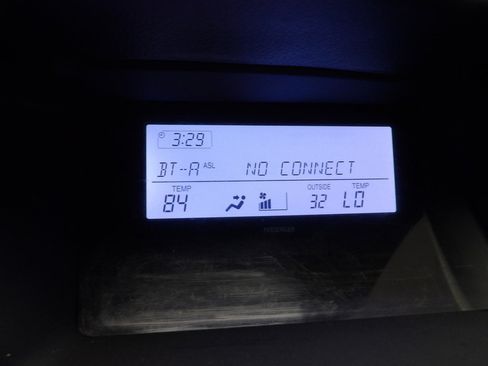 3:29
BT--A ASL NO CONNECT
TEMP OUTSIDE TEMP
84 32 LO